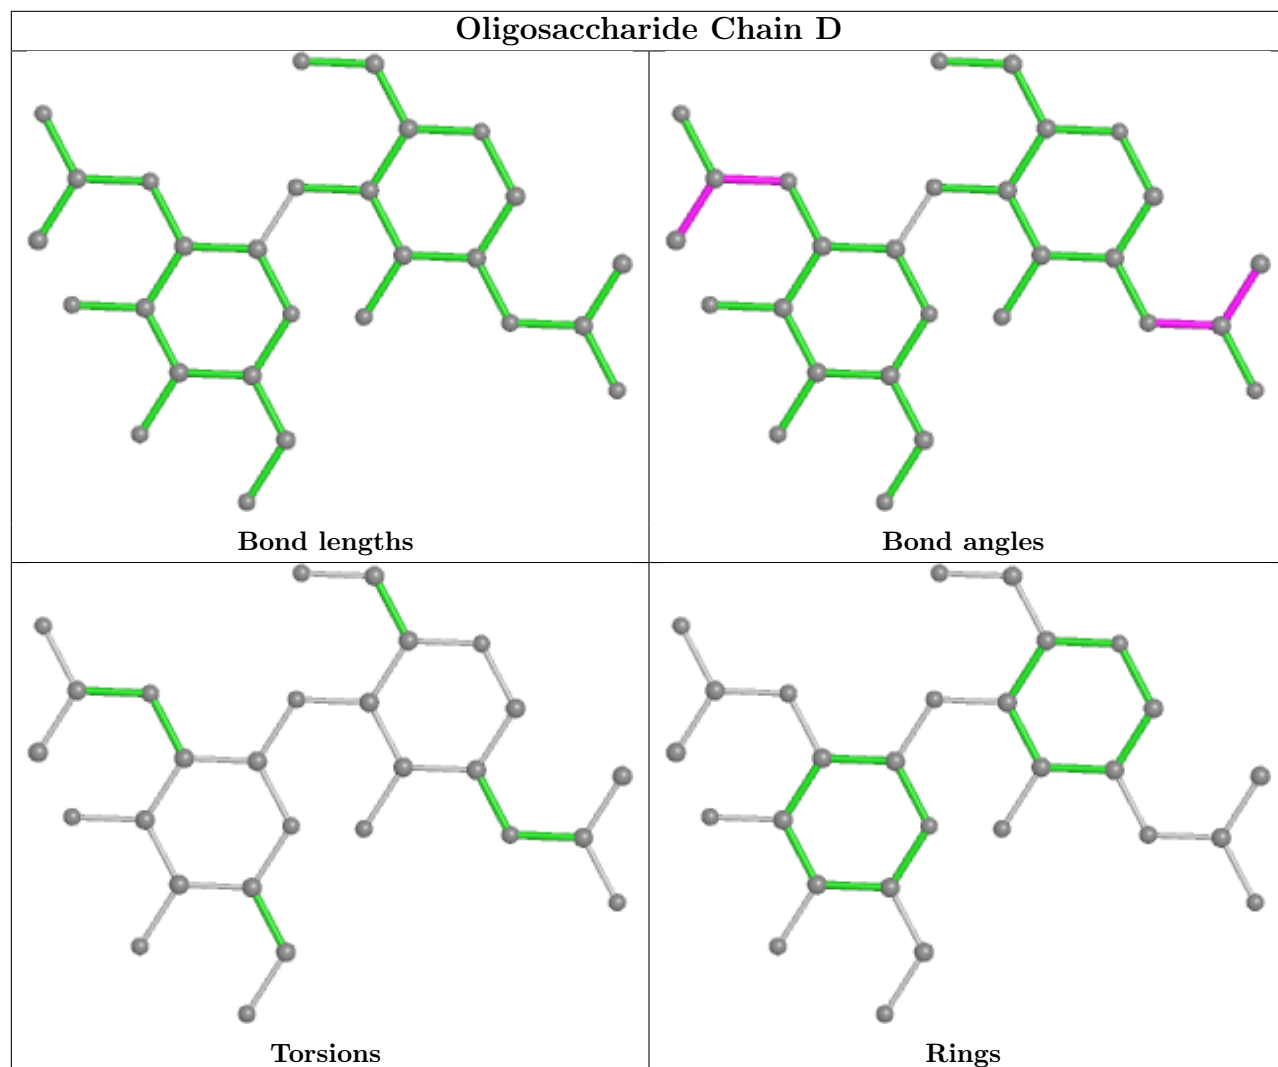 Oligosaccharide Chain D
Bond lengths
Bond angles
Torsions
Rings